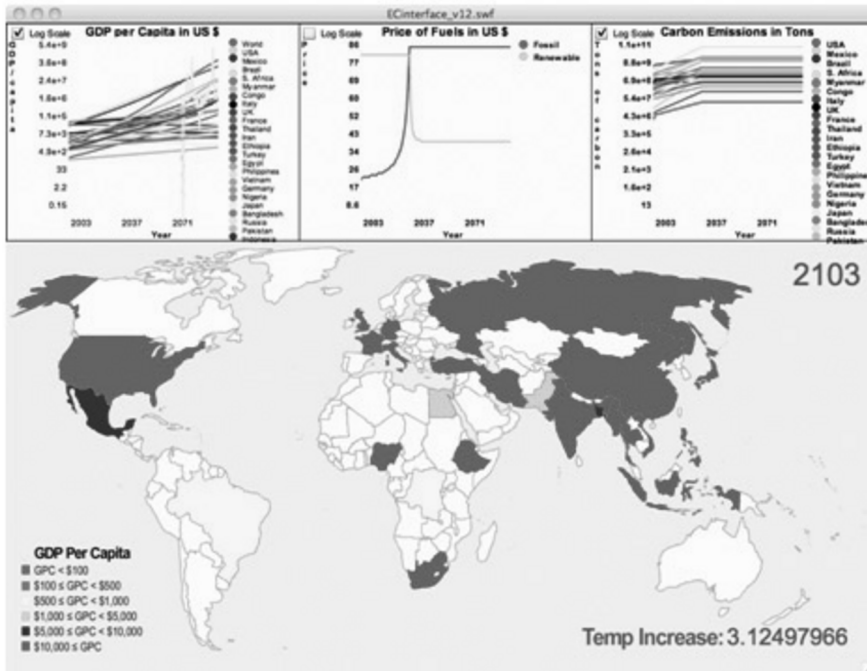 ECinterface_v12.swf
Log Scale GDP per Capita in US $
GDP/capita
5.4e+9
3.6e+8
2.4e+7
1.6e+6
1.1e+5
7.3e+3
4.3e+2
33
2.2
0.15
2003 2037 2071
Year
World
USA
Mexico
Brazil
S. Africa
Myanmar
Congo
Italy
UK
France
Thailand
Iran
Ethiopia
Turkey
Egypt
Philippines
Vietnam
Germany
Nigeria
Japan
Bangladesh
Russia
Pakistan
Indonesia
Log Scale Price of Fuels in US $
Price
86
77
69
60
52
43
34
26
17
8.6
2003 2037 2071
Year
Fossil
Renewable
Log Scale Carbon Emissions in Tons
Tons of carbon
1.1e+11
6.9e+8
5.4e+7
4.3e+6
2.6e+4
2.1e+3
1.6e+2
13
2003 2037 2071
Year
USA
Mexico
Brazil
S. Africa
Myanmar
Congo
Italy
UK
France
Thailand
Iran
Ethiopia
Turkey
Egypt
Philippines
Vietnam
Germany
Nigeria
Japan
Bangladesh
Russia
Pakistan
2103
GDP Per Capita
GPC < $100
$100 ≤ GPC < $500
$500 ≤ GPC < $1,000
$1,000 ≤ GPC < $5,000
$5,000 ≤ GPC < $10,000
$10,000 ≤ GPC
Temp Increase: 3.12497966